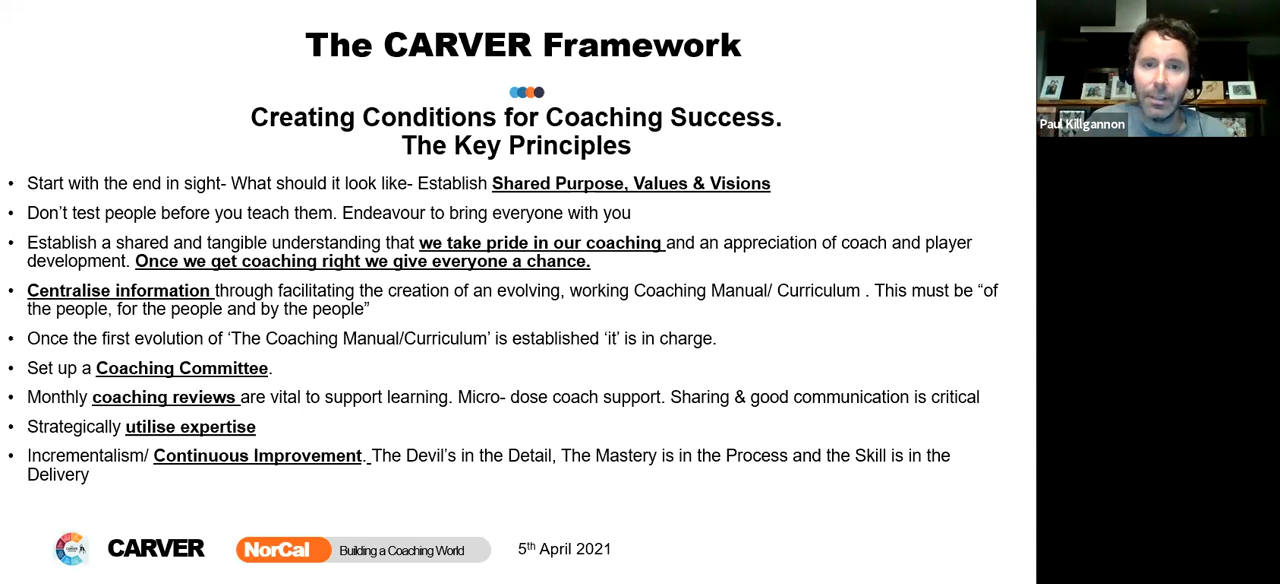 The CARVER Framework
Creating Conditions for Coaching Success.
The Key Principles
• Start with the end in sight- What should it look like- Establish Shared Purpose, Values & Visions
• Don’t test people before you teach them. Endeavour to bring everyone with you
• Establish a shared and tangible understanding that we take pride in our coaching and an appreciation of coach and player
development. Once we get coaching right we give everyone a chance.
• Centralise information through facilitating the creation of an evolving, working Coaching Manual/ Curriculum . This must be “of
the people, for the people and by the people”
• Once the first evolution of ‘The Coaching Manual/Curriculum’ is established ‘it’ is in charge.
• Set up a Coaching Committee.
• Monthly coaching reviews are vital to support learning. Micro- dose coach support. Sharing & good communication is critical
• Strategically utilise expertise
• Incrementalism/ Continuous Improvement. The Devil’s in the Detail, The Mastery is in the Process and the Skill is in the
Delivery
CARVER
NorCal Building a Coaching World
5th April 2021
Paul Killgannon